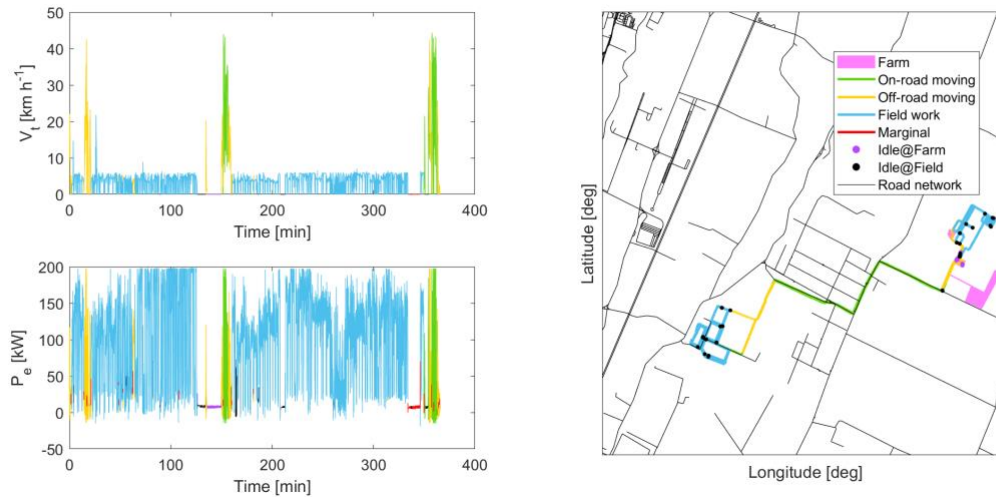 50
40
30
20
10
0
V_t [km h^-1]
0 100 200 300 400
Time [min]
200
150
100
50
0
-50
P_e [kW]
0 100 200 300 400
Time [min]
Farm
On-road moving
Off-road moving
Field work
Marginal
Idle@Farm
Idle@Field
Road network
Latitude [deg]
Longitude [deg]